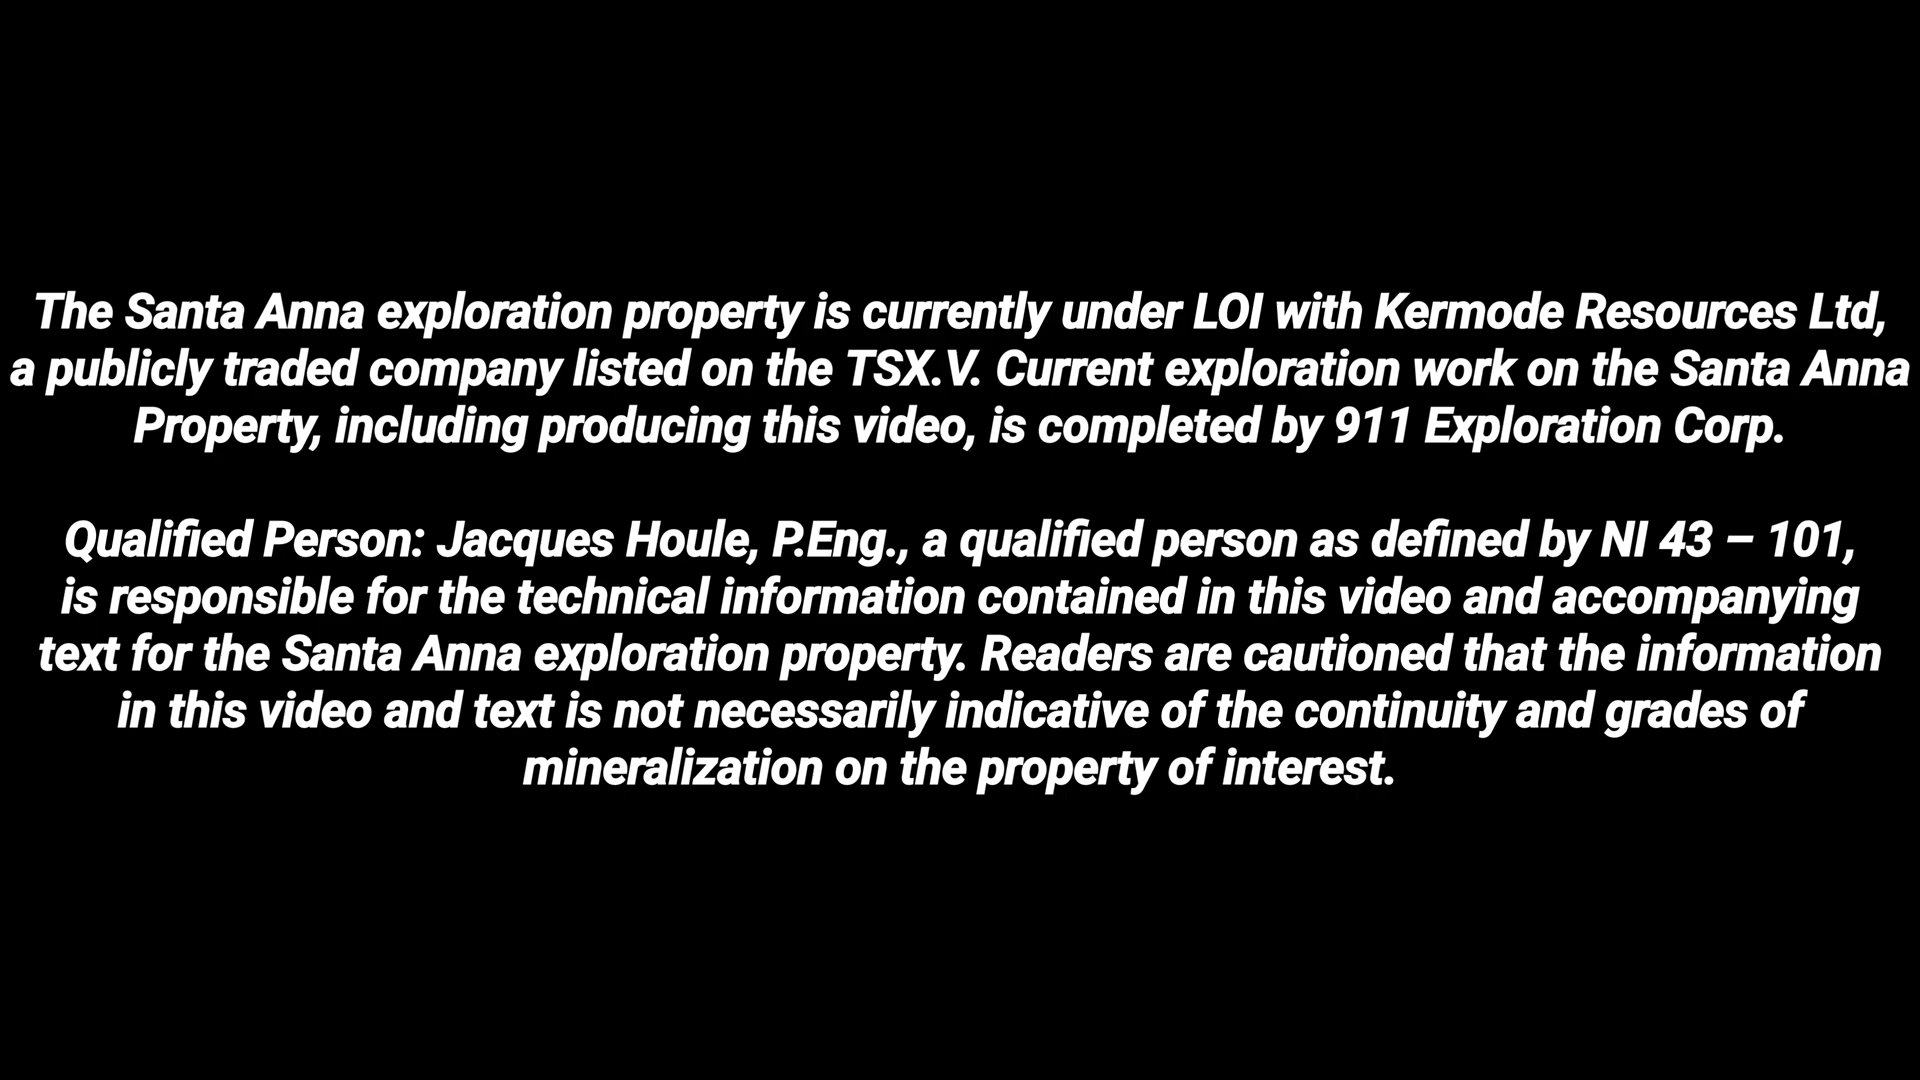 The Santa Anna exploration property is currently under LOI with Kermode Resources Ltd,
a publicly traded company listed on the TSX.V. Current exploration work on the Santa Anna
Property, including producing this video, is completed by 911 Exploration Corp.
Qualified Person: Jacques Houle, P.Eng., a qualified person as defined by NI 43 – 101,
is responsible for the technical information contained in this video and accompanying
text for the Santa Anna exploration property. Readers are cautioned that the information
in this video and text is not necessarily indicative of the continuity and grades of
mineralization on the property of interest.